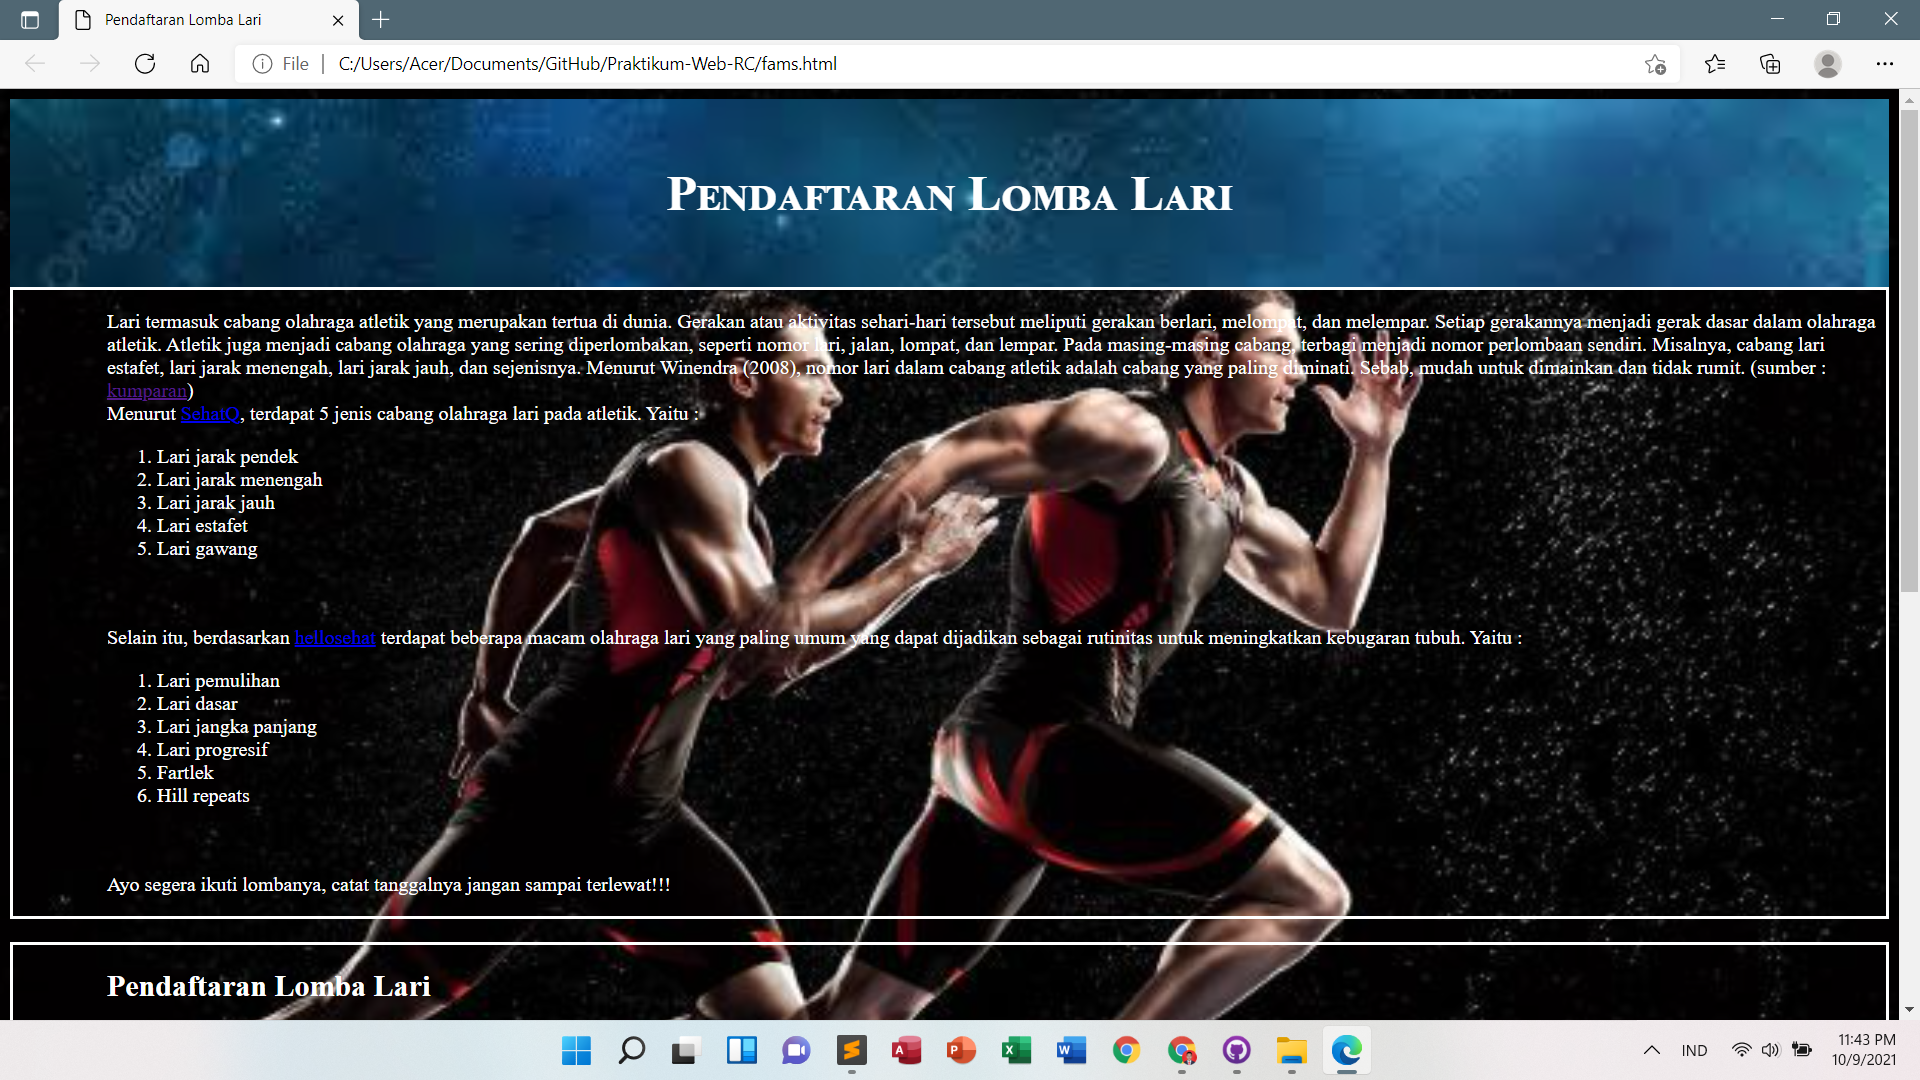 Pendaftaran Lomba Lari
File
C:/Users/Acer/Documents/GitHub/Praktikum-Web-RC/fams.html
Pendaftaran Lomba Lari
Lari termasuk cabang olahraga atletik yang merupakan tertua di dunia. Gerakan atau aktivitas sehari-hari tersebut meliputi gerakan berlari, melompat, dan melempar. Setiap gerakannya menjadi gerak dasar dalam olahraga
atletik. Atletik juga menjadi cabang olahraga yang sering diperlombakan, seperti nomor lari, jalan, lompat, dan lempar. Pada masing-masing cabang, terbagi menjadi nomor perlombaan sendiri. Misalnya, cabang lari
estafet, lari jarak menengah, lari jarak jauh, dan sejenisnya. Menurut Winendra (2008), nomor lari dalam cabang atletik adalah cabang yang paling diminati. Sebab, mudah untuk dimainkan dan tidak rumit. (sumber :
kumparan)
Menurut SehatQ, terdapat 5 jenis cabang olahraga lari pada atletik. Yaitu :
1. Lari jarak pendek
2. Lari jarak menengah
3. Lari jarak jauh
4. Lari estafet
5. Lari gawang
Selain itu, berdasarkan hellosehat terdapat beberapa macam olahraga lari yang paling umum yang dapat dijadikan sebagai rutinitas untuk meningkatkan kebugaran tubuh. Yaitu :
1. Lari pemulihan
2. Lari dasar
3. Lari jangka panjang
4. Lari progresif
5. Fartlek
6. Hill repeats
Ayo segera ikuti lombanya, catat tanggalnya jangan sampai terlewat!!!
Pendaftaran Lomba Lari
IND
11:43 PM
10/9/2021